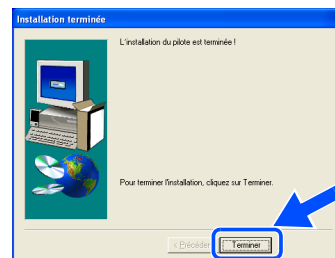 Installation terminée
L'installation du pilote est terminée !
Pour terminer l'installation, cliquez sur Terminer.
< Précédent
Terminer